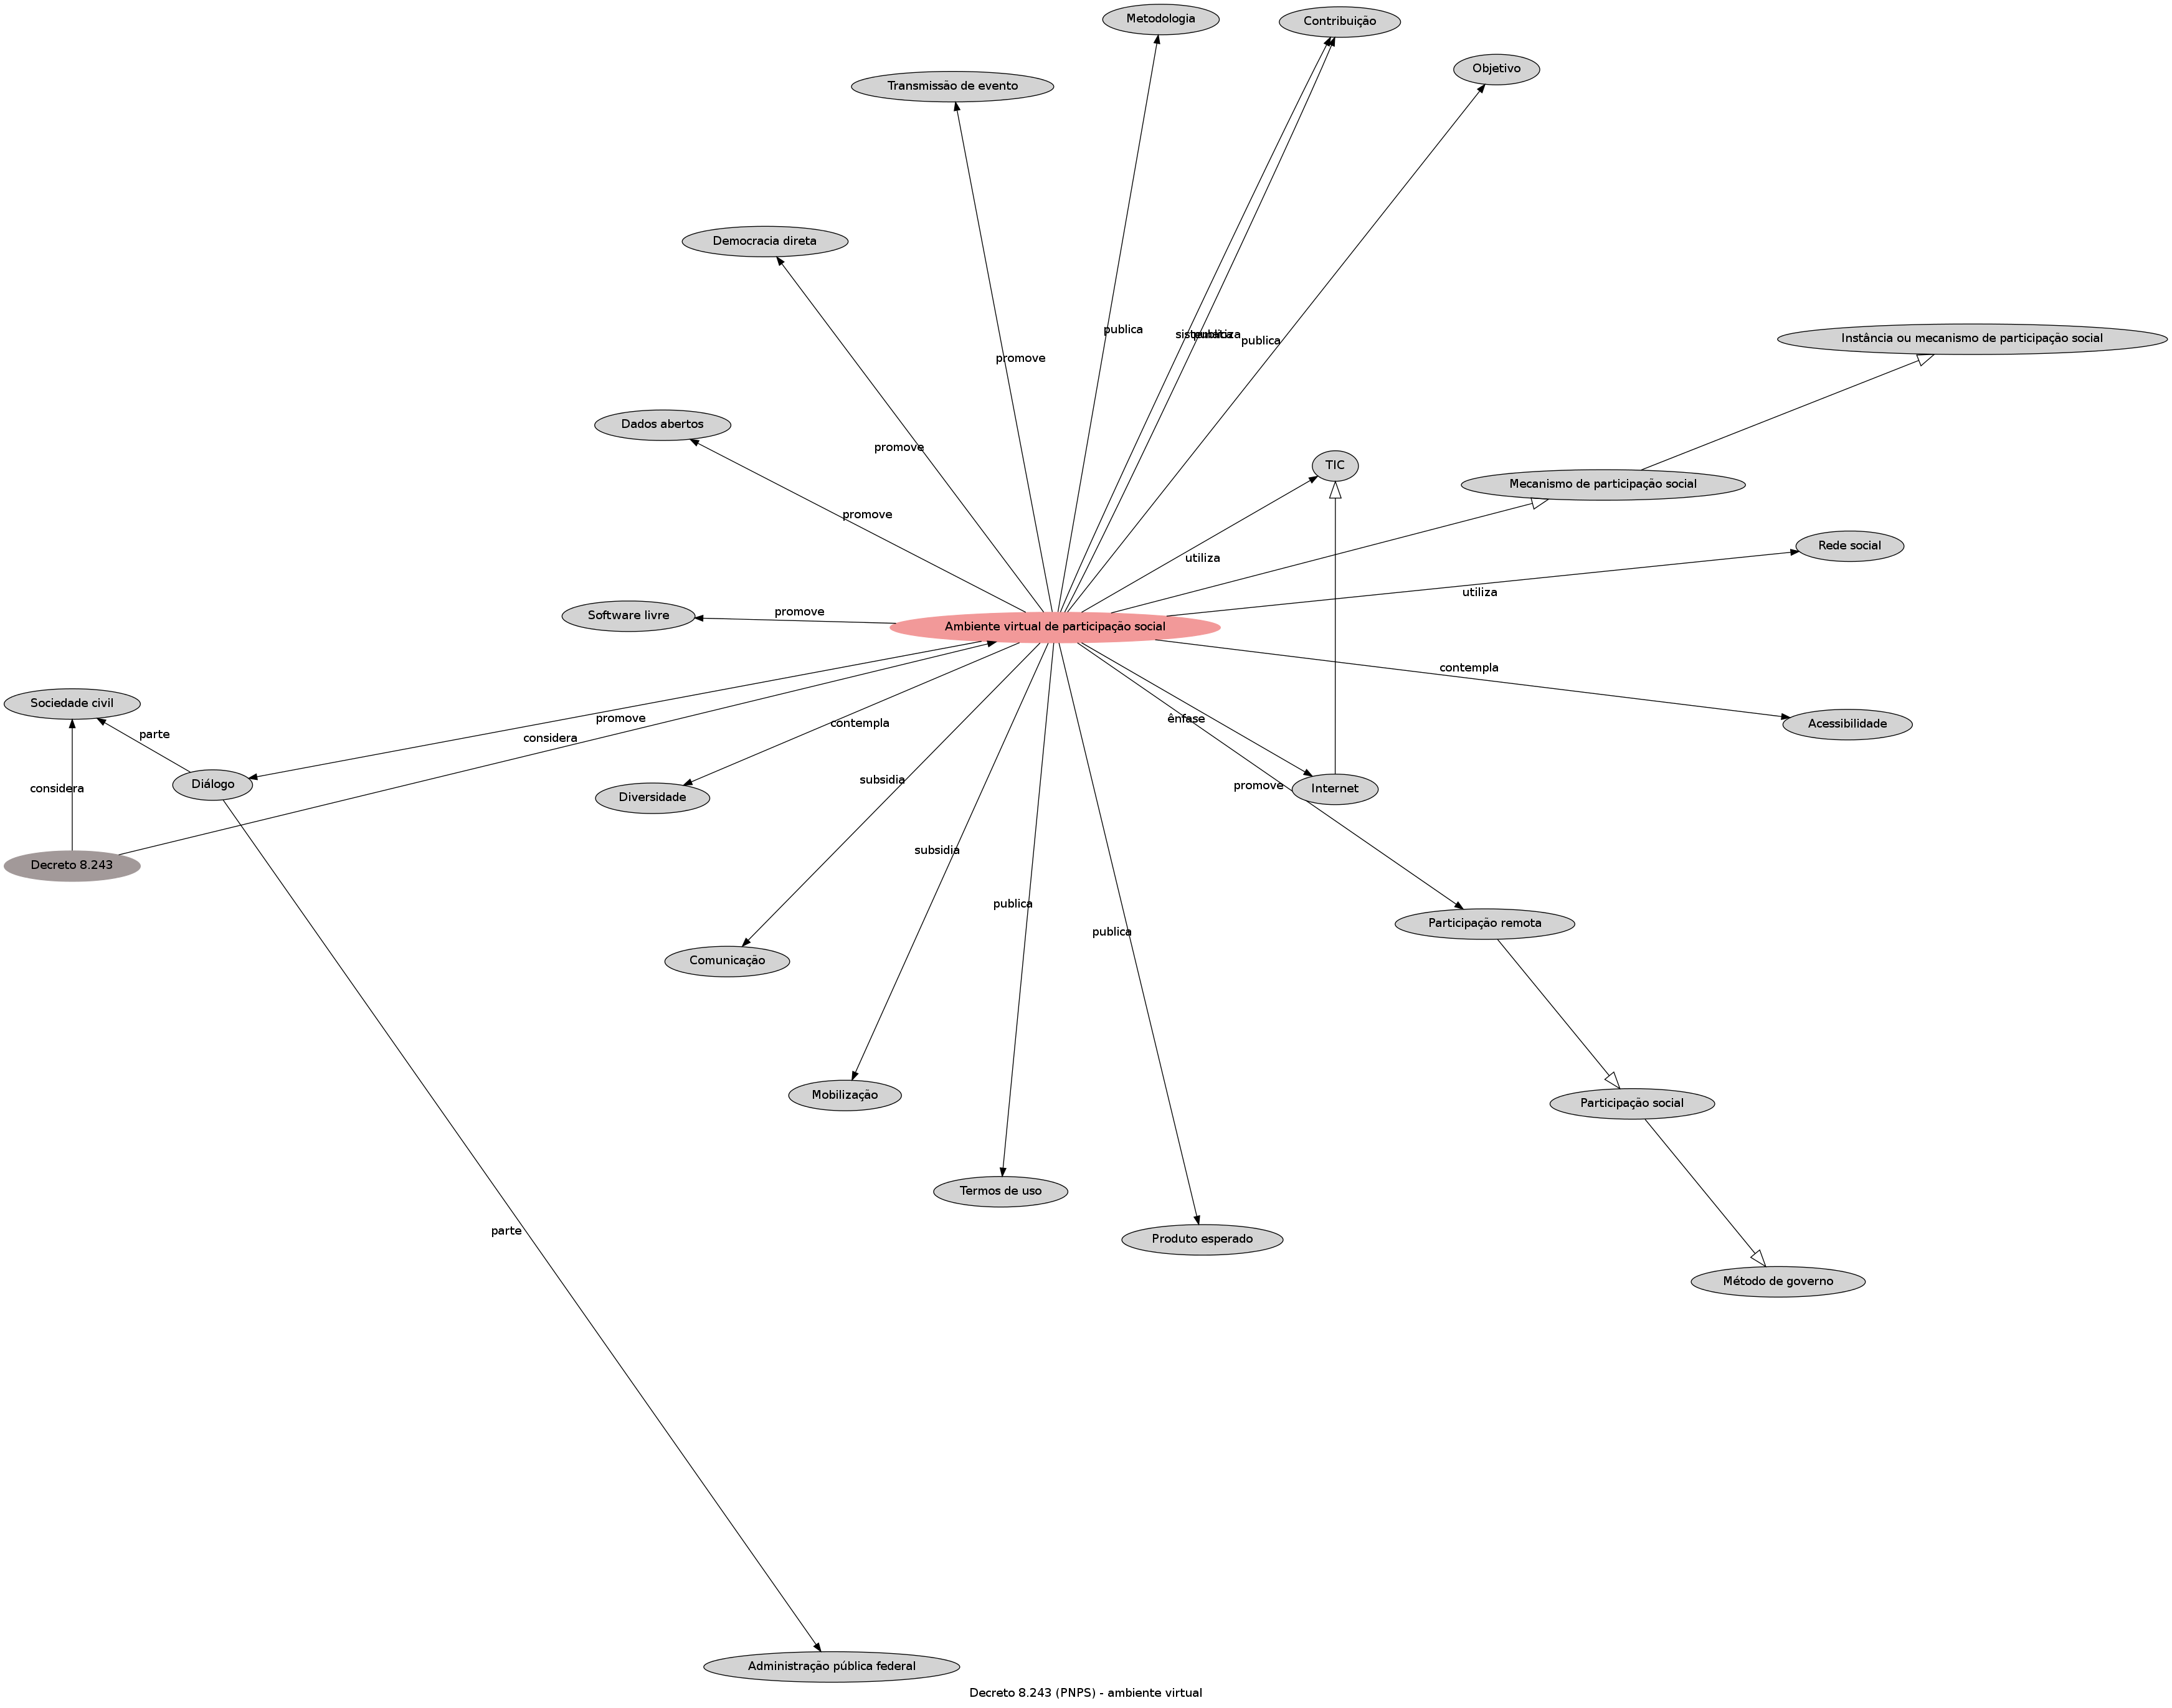 Metodologia
Contribuição
Objetivo
Transmissão de evento
Democracia direta
publica
sistematiza
publica
publica
Instância ou mecanismo de participação social
promove
Dados abertos
promove
TIC
Mecanismo de participação social
promove
utiliza
Rede social
utiliza
Software livre
promove
Ambiente virtual de participação social
contempla
Sociedade civil
parte
promove
considera
contempla
ênfase
Acessibilidade
considera
Diálogo
Diversidade
subsidia
promove
Internet
Decreto 8.243
subsidia
publica
publica
Participação remota
Comunicação
Mobilização
Participação social
Termos de uso
parte
Produto esperado
Método de governo
Administração pública federal
Decreto 8.243 (PNPS) - ambiente virtual